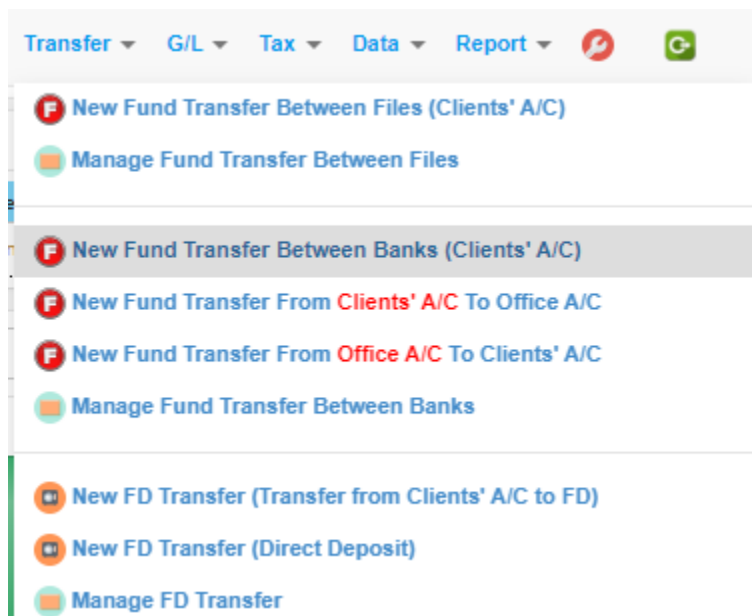 Transfer G/L Tax Data Report
New Fund Transfer Between Files (Clients' A/C)
Manage Fund Transfer Between Files
New Fund Transfer Between Banks (Clients' A/C)
New Fund Transfer From Clients' A/C To Office A/C
New Fund Transfer From Office A/C To Clients' A/C
Manage Fund Transfer Between Banks
New FD Transfer (Transfer from Clients' A/C to FD)
New FD Transfer (Direct Deposit)
Manage FD Transfer